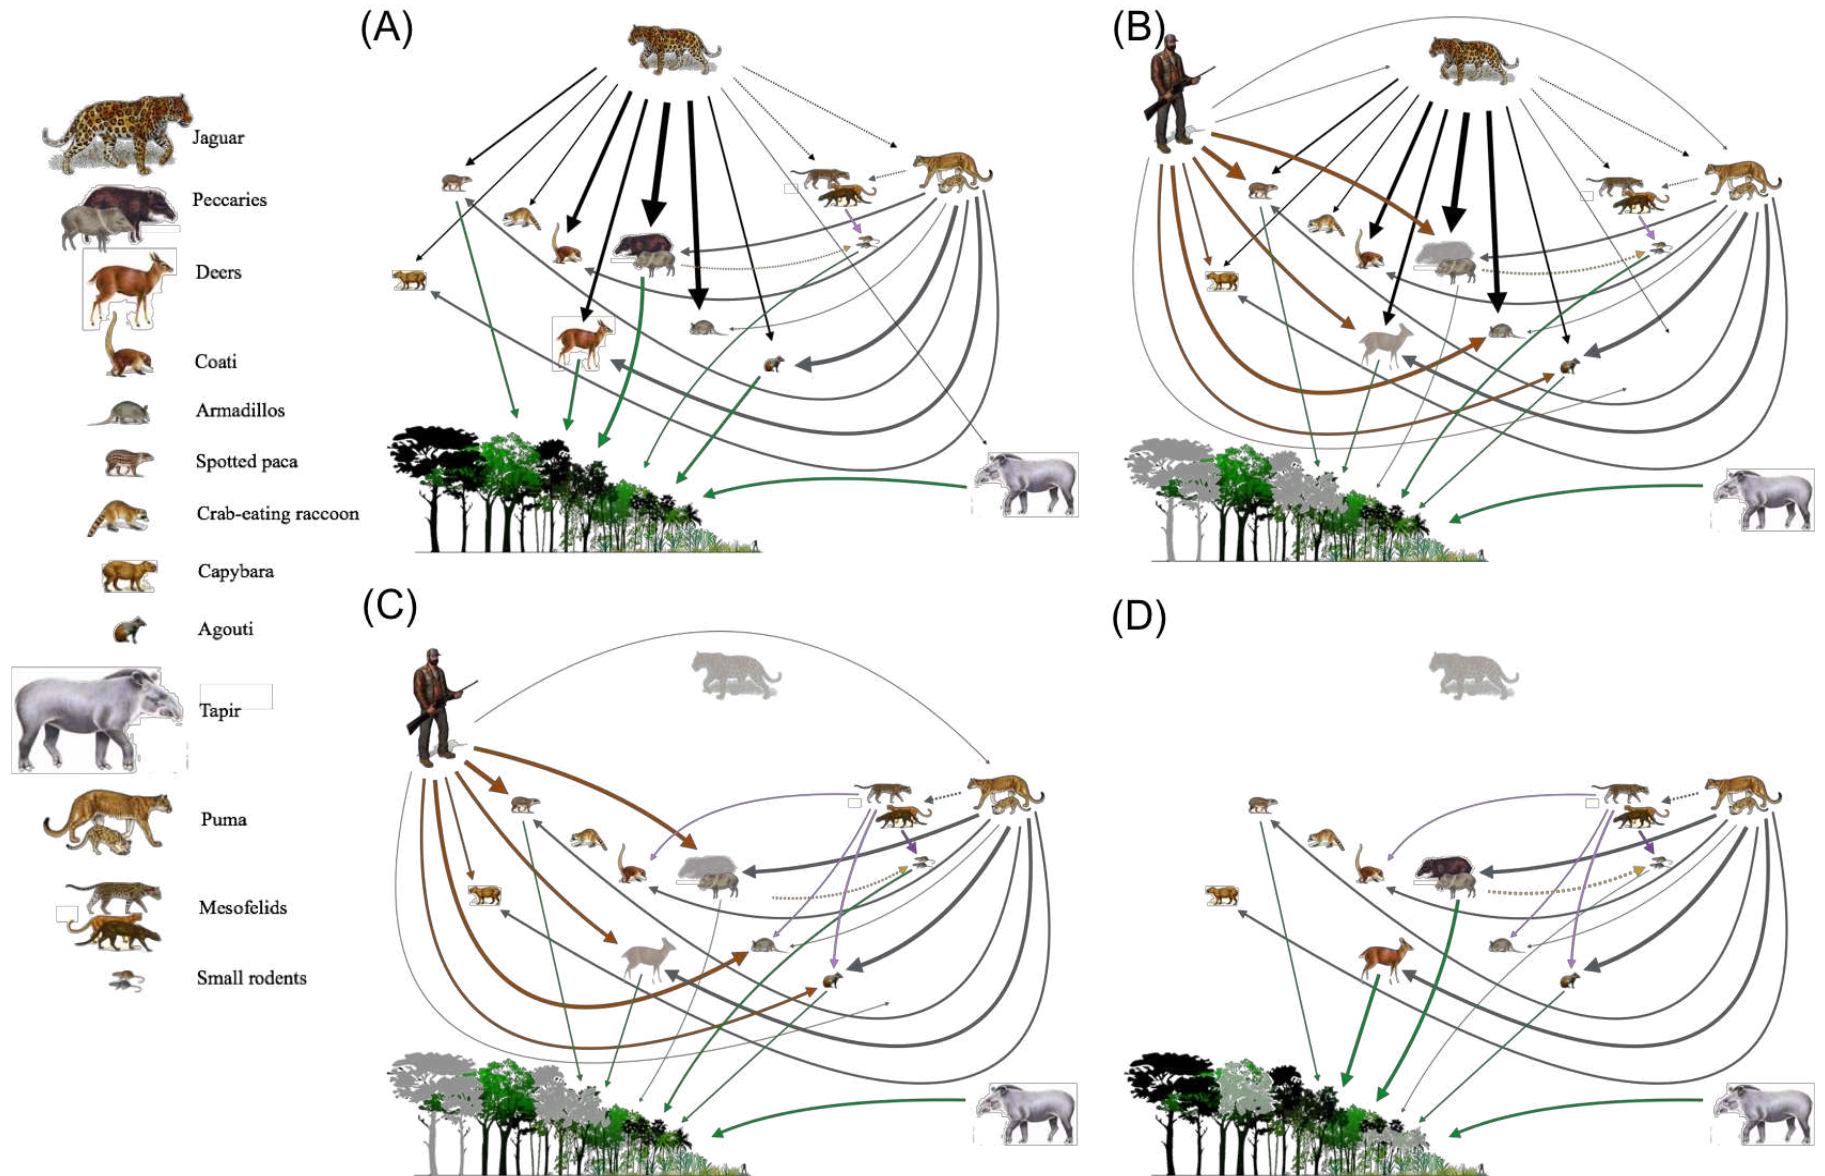 (A)
(B)
Jaguar
Peccaries
Deers
Coati
Armadillos
Spotted paca
Crab-eating raccoon
Capybara
Agouti
Tapir
Puma
Mesofelids
Small rodents
(C)
(D)